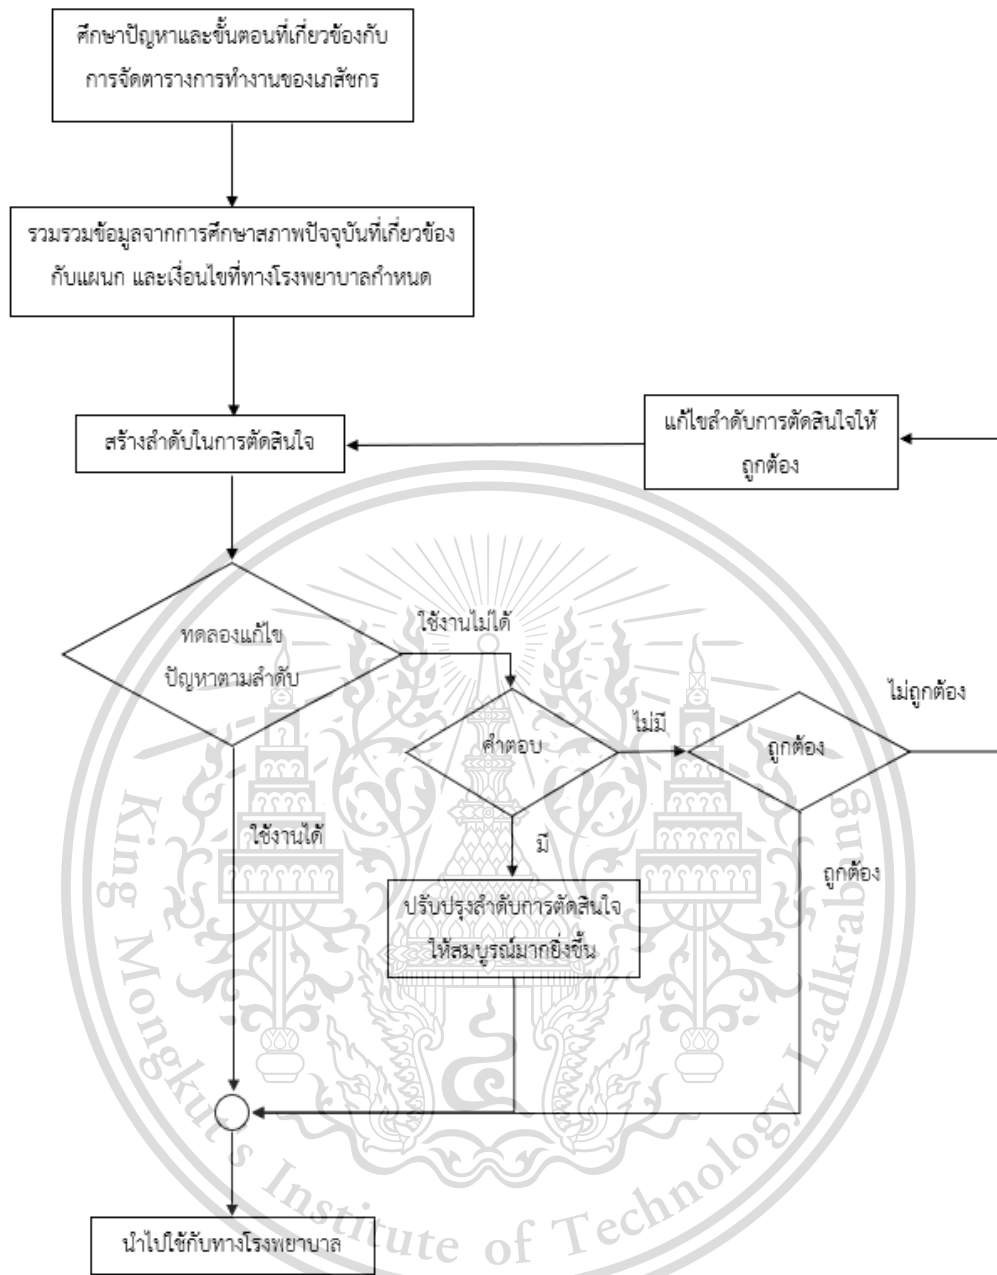 ศึกษาปัญหาและขั้นตอนที่เกี่ยวข้องกับ
การจัดตารางการทำงานของเภสัชกร
รวมรวมข้อมูลจากการศึกษาสภาพปัจจุบันที่เกี่ยวข้อง
กับแผนก และเงื่อนไขที่ทางโรงพยาบาลกำหนด
สร้างลำดับในการตัดสินใจ
แก้ไขลำดับการตัดสินใจให้
ถูกต้อง
ทดลองแก้ไข
ปัญหาตามลำดับ
ใช้งานไม่ได้
คำตอบ
ไม่มี
ถูกต้อง
ไม่ถูกต้อง
ใช้งานได้
มี
ถูกต้อง
ปรับปรุงลำดับการตัดสินใจ
ให้สมบูรณ์มากยิ่งขึ้น
นำไปใช้กับทางโรงพยาบาล
King Mongkut's Institute of Technology Ladkrabang